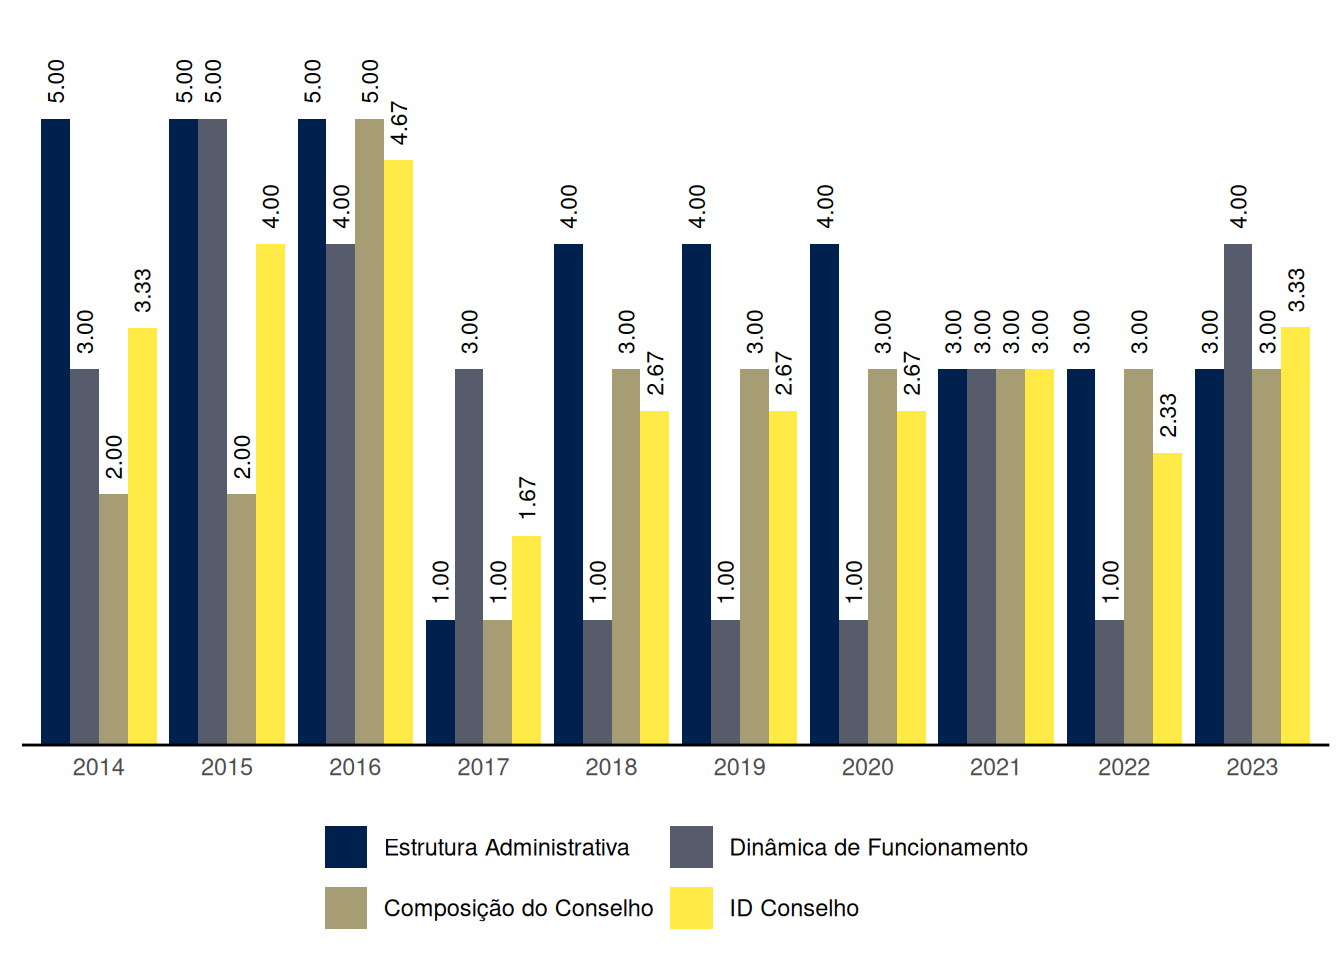 5.00 3.00 2.00 3.33 5.00 5.00 2.00 4.00 5.00 4.00 5.00 4.67 1.00 3.00 1.00 1.67 4.00 1.00 3.00 2.67 4.00 1.00 3.00 2.67 4.00 1.00 3.00 2.67 3.00 3.00 3.00 3.00 3.00 1.00 3.00 2.33 3.00 4.00 3.00 3.33
2014 2015 2016 2017 2018 2019 2020 2021 2022 2023
Estrutura Administrativa Dinâmica de Funcionamento
Composição do Conselho ID Conselho